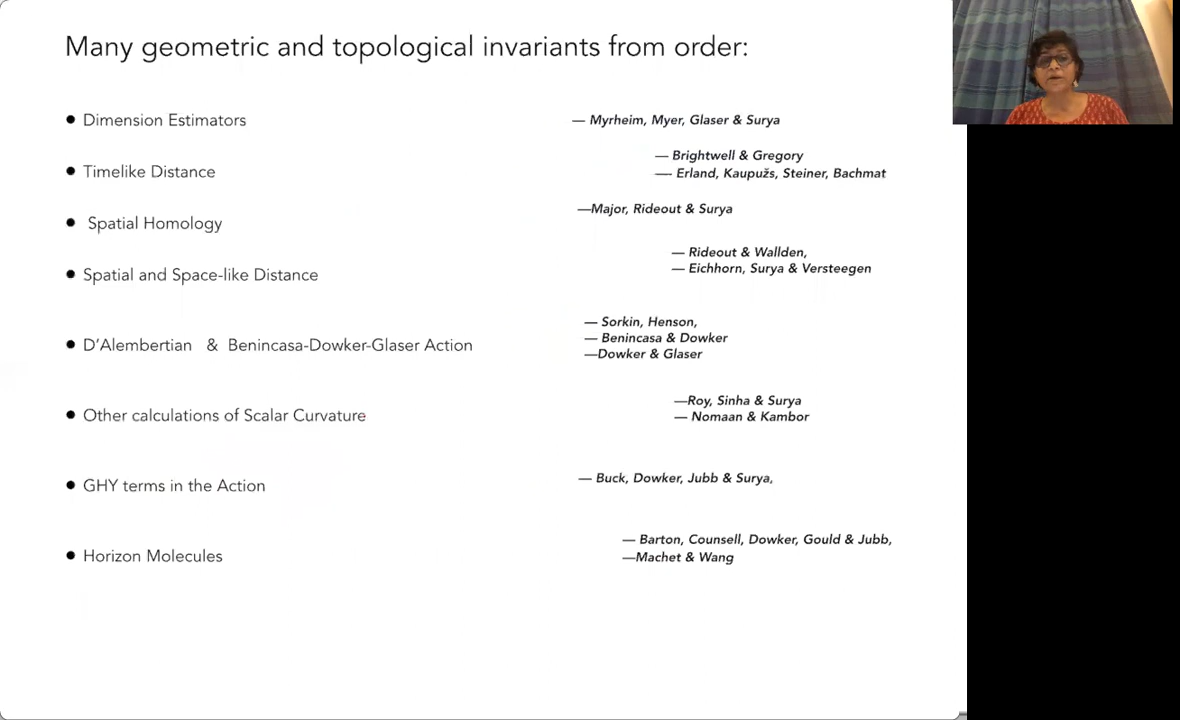 Many geometric and topological invariants from order:
● Dimension Estimators
— Myrheim, Myer, Glaser & Surya
— Brightwell & Gregory
● Timelike Distance
— Erland, Kaupužs, Steiner, Bachmat
—Major, Rideout & Surya
● Spatial Homology
— Rideout & Wallden,
— Eichhorn, Surya & Versteegen
● Spatial and Space-like Distance
— Sorkin, Henson,
— Benincasa & Dowker
● D'Alembertian & Benincasa-Dowker-Glaser Action
—Dowker & Glaser
—Roy, Sinha & Surya
● Other calculations of Scalar Curvature
— Nomaan & Kambor
— Buck, Dowker, Jubb & Surya,
● GHY terms in the Action
— Barton, Counsell, Dowker, Gould & Jubb,
● Horizon Molecules
—Machet & Wang